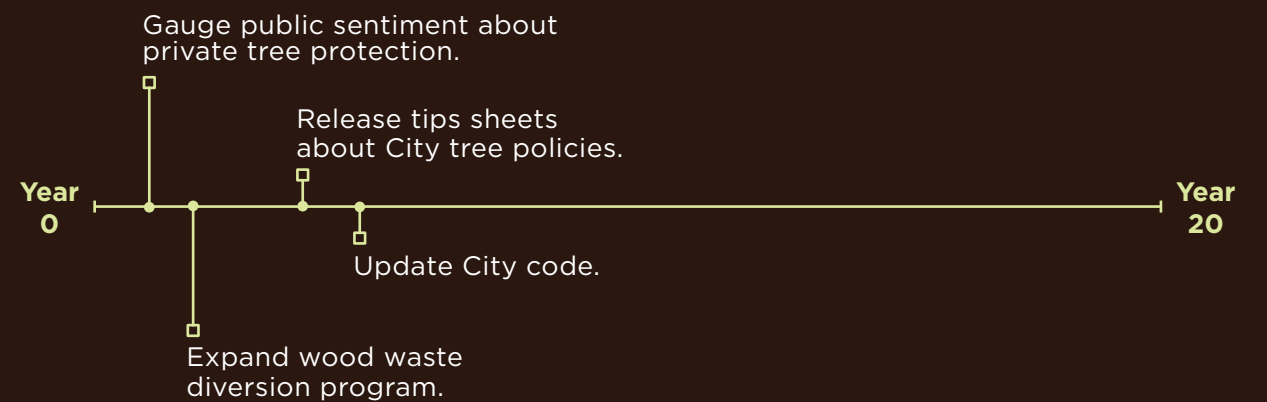 Gauge public sentiment about
private tree protection.
Release tips sheets
about City tree policies.
Year
0
Year
20
Update City code.
Expand wood waste
diversion program.